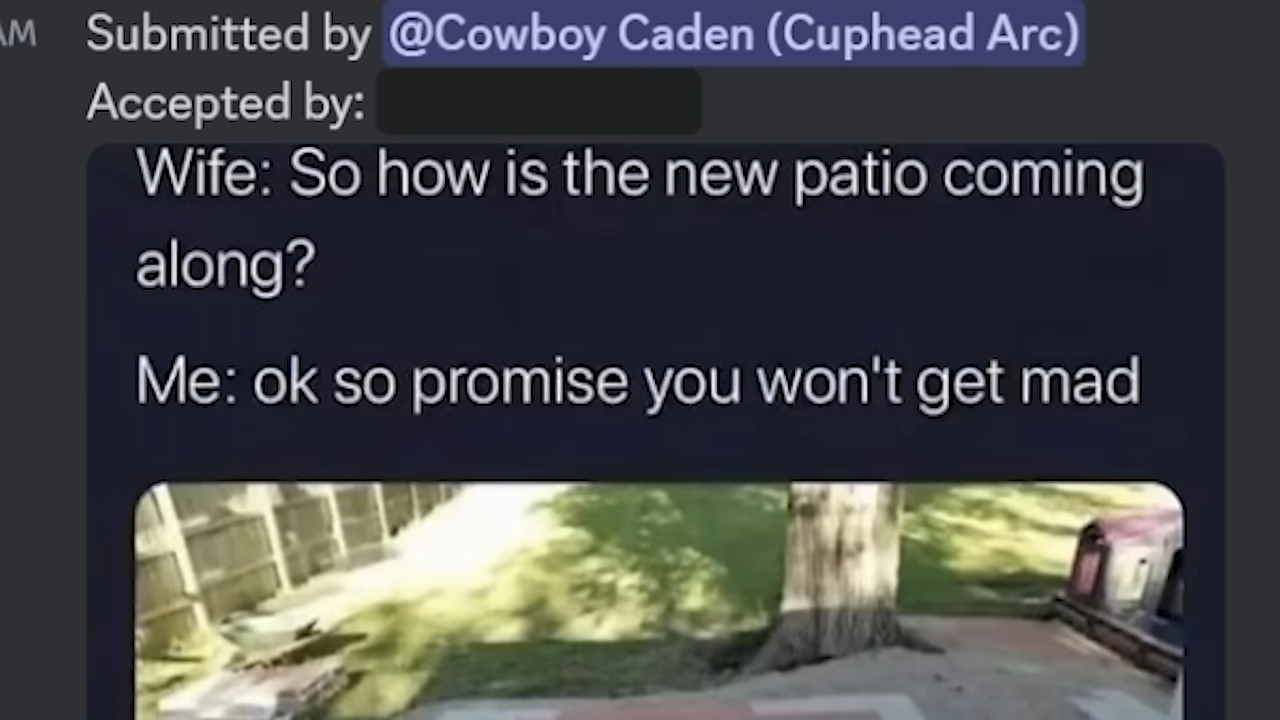 AM Submitted by @Cowboy Caden (Cuphead Arc)
Accepted by:
Wife: So how is the new patio coming
along?
Me: ok so promise you won't get mad